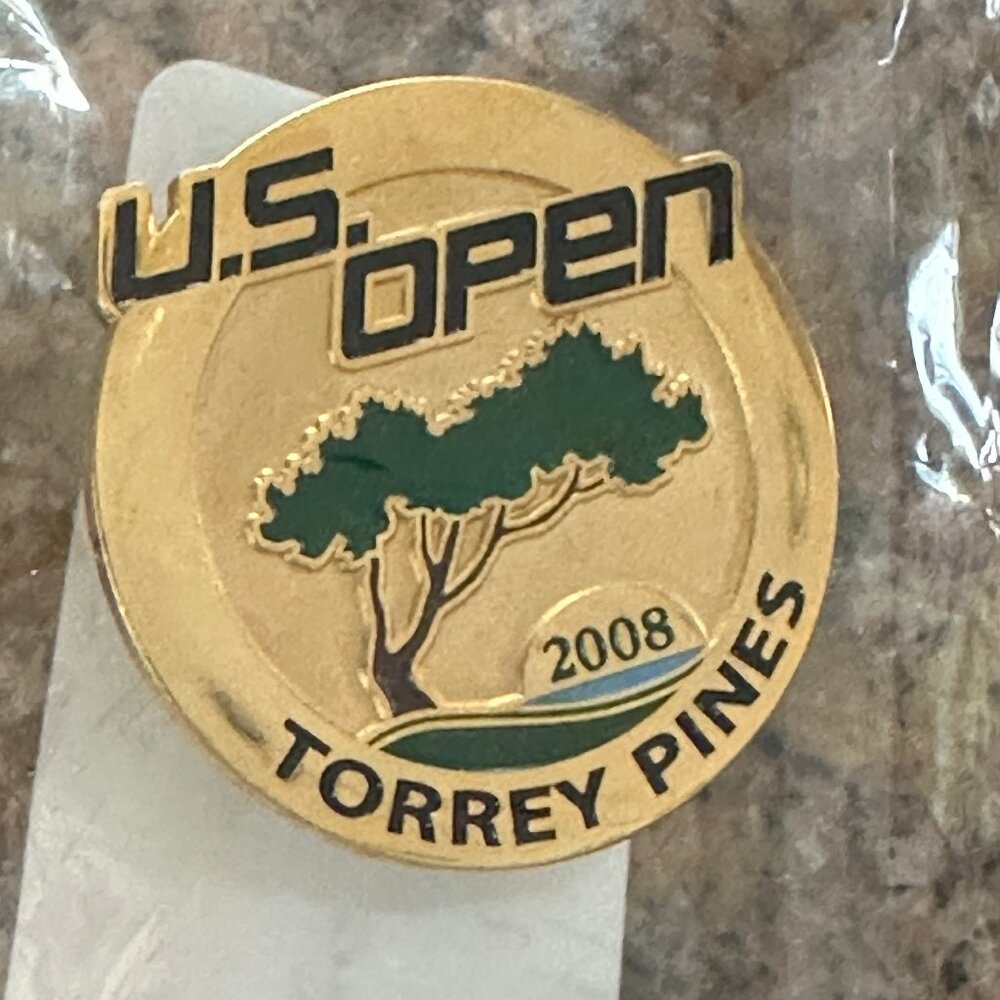 U.S.
OPEN
2008
TORREY PINES